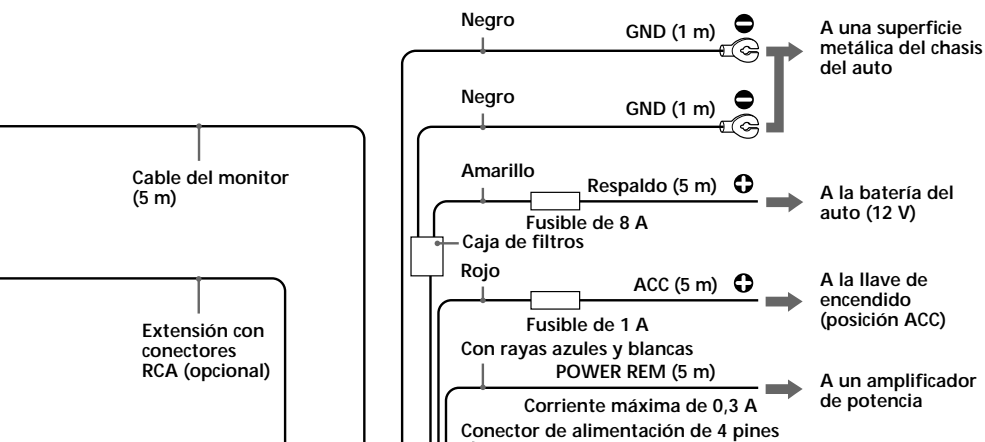 Negro
GND (1 m)
A una superficie
metálica del chasis
del auto
Negro
GND (1 m)
Cable del monitor
(5 m)
Amarillo
Respaldo (5 m)
A la batería del
auto (12 V)
Fusible de 8 A
Caja de filtros
Rojo
ACC (5 m)
A la llave de
encendido
(posición ACC)
Fusible de 1 A
Extensión con
conectores
RCA (opcional)
Con rayas azules y blancas
POWER REM (5 m)
A un amplificador
de potencia
Corriente máxima de 0,3 A
Conector de alimentación de 4 pines